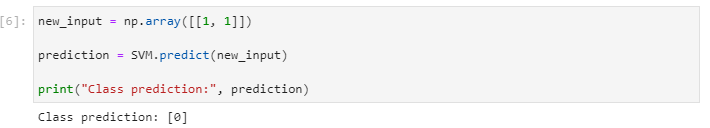 [6]:
new_input = np.array([[1, 1]])
prediction = SVM.predict(new_input)
print("Class prediction:", prediction)
Class prediction: [0]